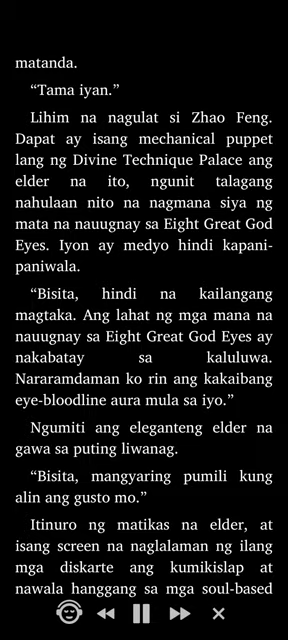 matanda.
“Tama iyan.”
Lihim na nagulat si Zhao Feng.
Dapat ay isang mechanical puppet
lang ng Divine Technique Palace ang
elder na ito, ngunit talagang
nahulaan nito na nagmana siya ng
mata na nauugnay sa Eight Great God
Eyes. Iyon ay medyo hindi kapani-
paniwala.
“Bisita, hindi na kailangang
magtaka. Ang lahat ng mga mana na
nauugnay sa Eight Great God Eyes ay
nakabatay sa kaluluwa.
Nararamdaman ko rin ang kakaibang
eye-bloodline aura mula sa iyo.”
Ngumiti ang eleganteng elder na
gawa sa puting liwanag.
“Bisita, mangyaring pumili kung
alin ang gusto mo.”
Itinuro ng matikas na elder, at
isang screen na naglalaman ng ilang
mga diskarte ang kumikislap at
nawala hanggang sa mga soul-based